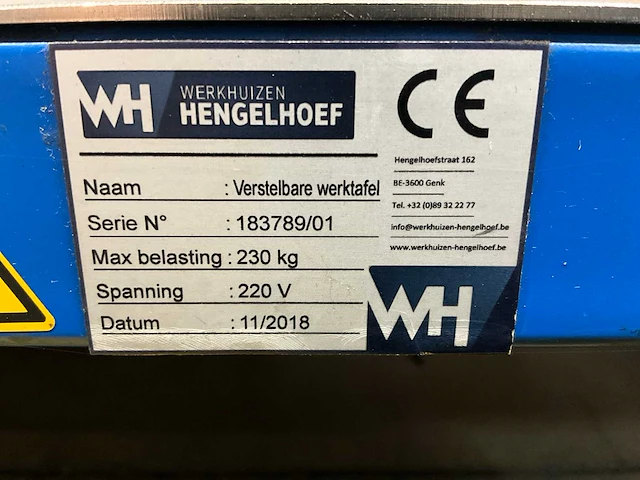 WH WERKHUIZEN
HENGELHOEF
CE
Hengelhoefstraat 162
BE-3600 Genk
Tel. +32 (0)89 32 22 77
info@werkhuizen-hengelhoef.be
www.werkhuizen-hengelhoef.be
Naam : Verstelbare werktafel
Serie N° : 183789/01
Max belasting : 230 kg
Spanning : 220 V
Datum : 11/2018
WH